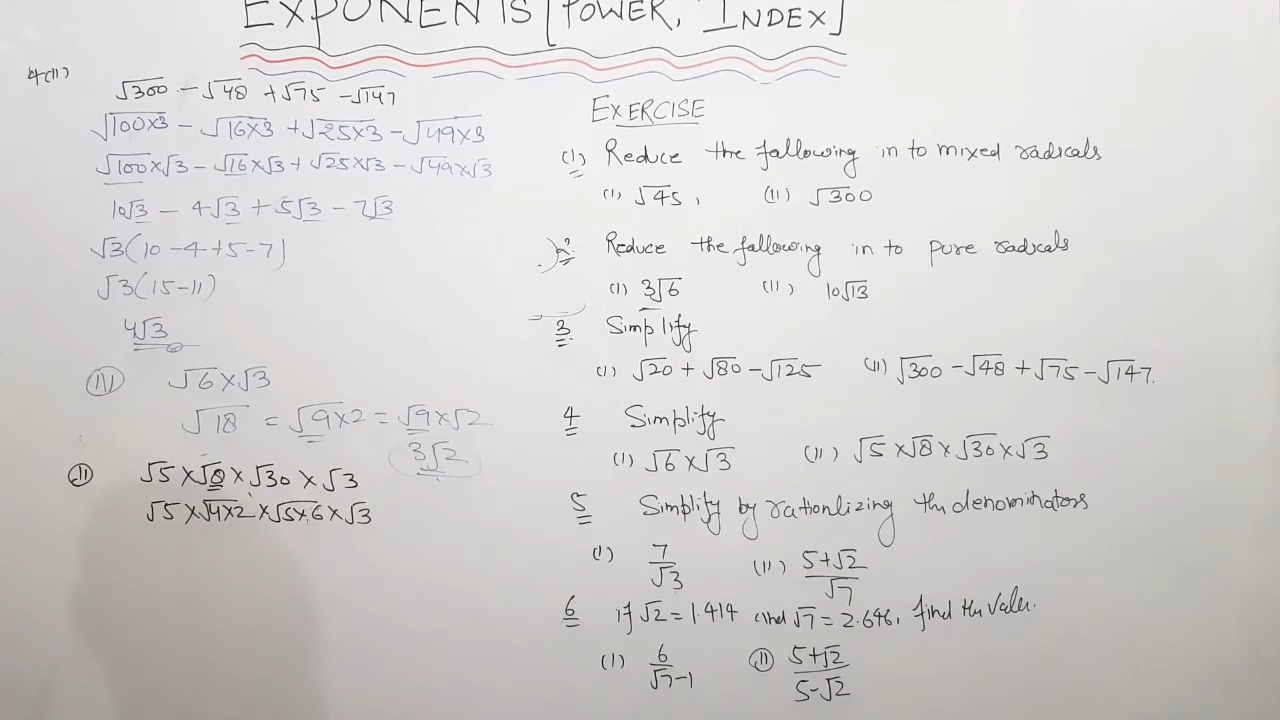 EXPONENTS [POWER, INDEX]
4(II)
√300 - √48 + √75 - √147
√100×3 - √16×3 + √25×3 - √49×3
√100×√3 - √16×√3 + √25×√3 - √49×√3
10√3 - 4√3 + 5√3 - 7√3
√3(10-4+5-7)
√3(15-11)
4√3
√6×√3
√18 = √9×2 = √9×√2
3√2
(II) √5×√8×√30×√3
√5×√4×2×√5×6×√3
EXERCISE
(1) Reduce the fallowing in to mixed radicals
(I) √45, (II) √300
2 Reduce the fallowing in to pure radicals
(I) 3√6 (II) 10√13
3 Simplify
(I) √20 + √80 - √125 (II) √300 - √48 + √75 - √147.
4 Simplify
(I) √6×√3 (II) √5×√8×√30×√3
5 Simplify by rationlizing the denominators
(I) 7/√3 (II) 5+√2/√7
6 if √2 = 1.414 and √7 = 2.646, find the
(I) 6/√7-1 (II) 5+√2/5-√2